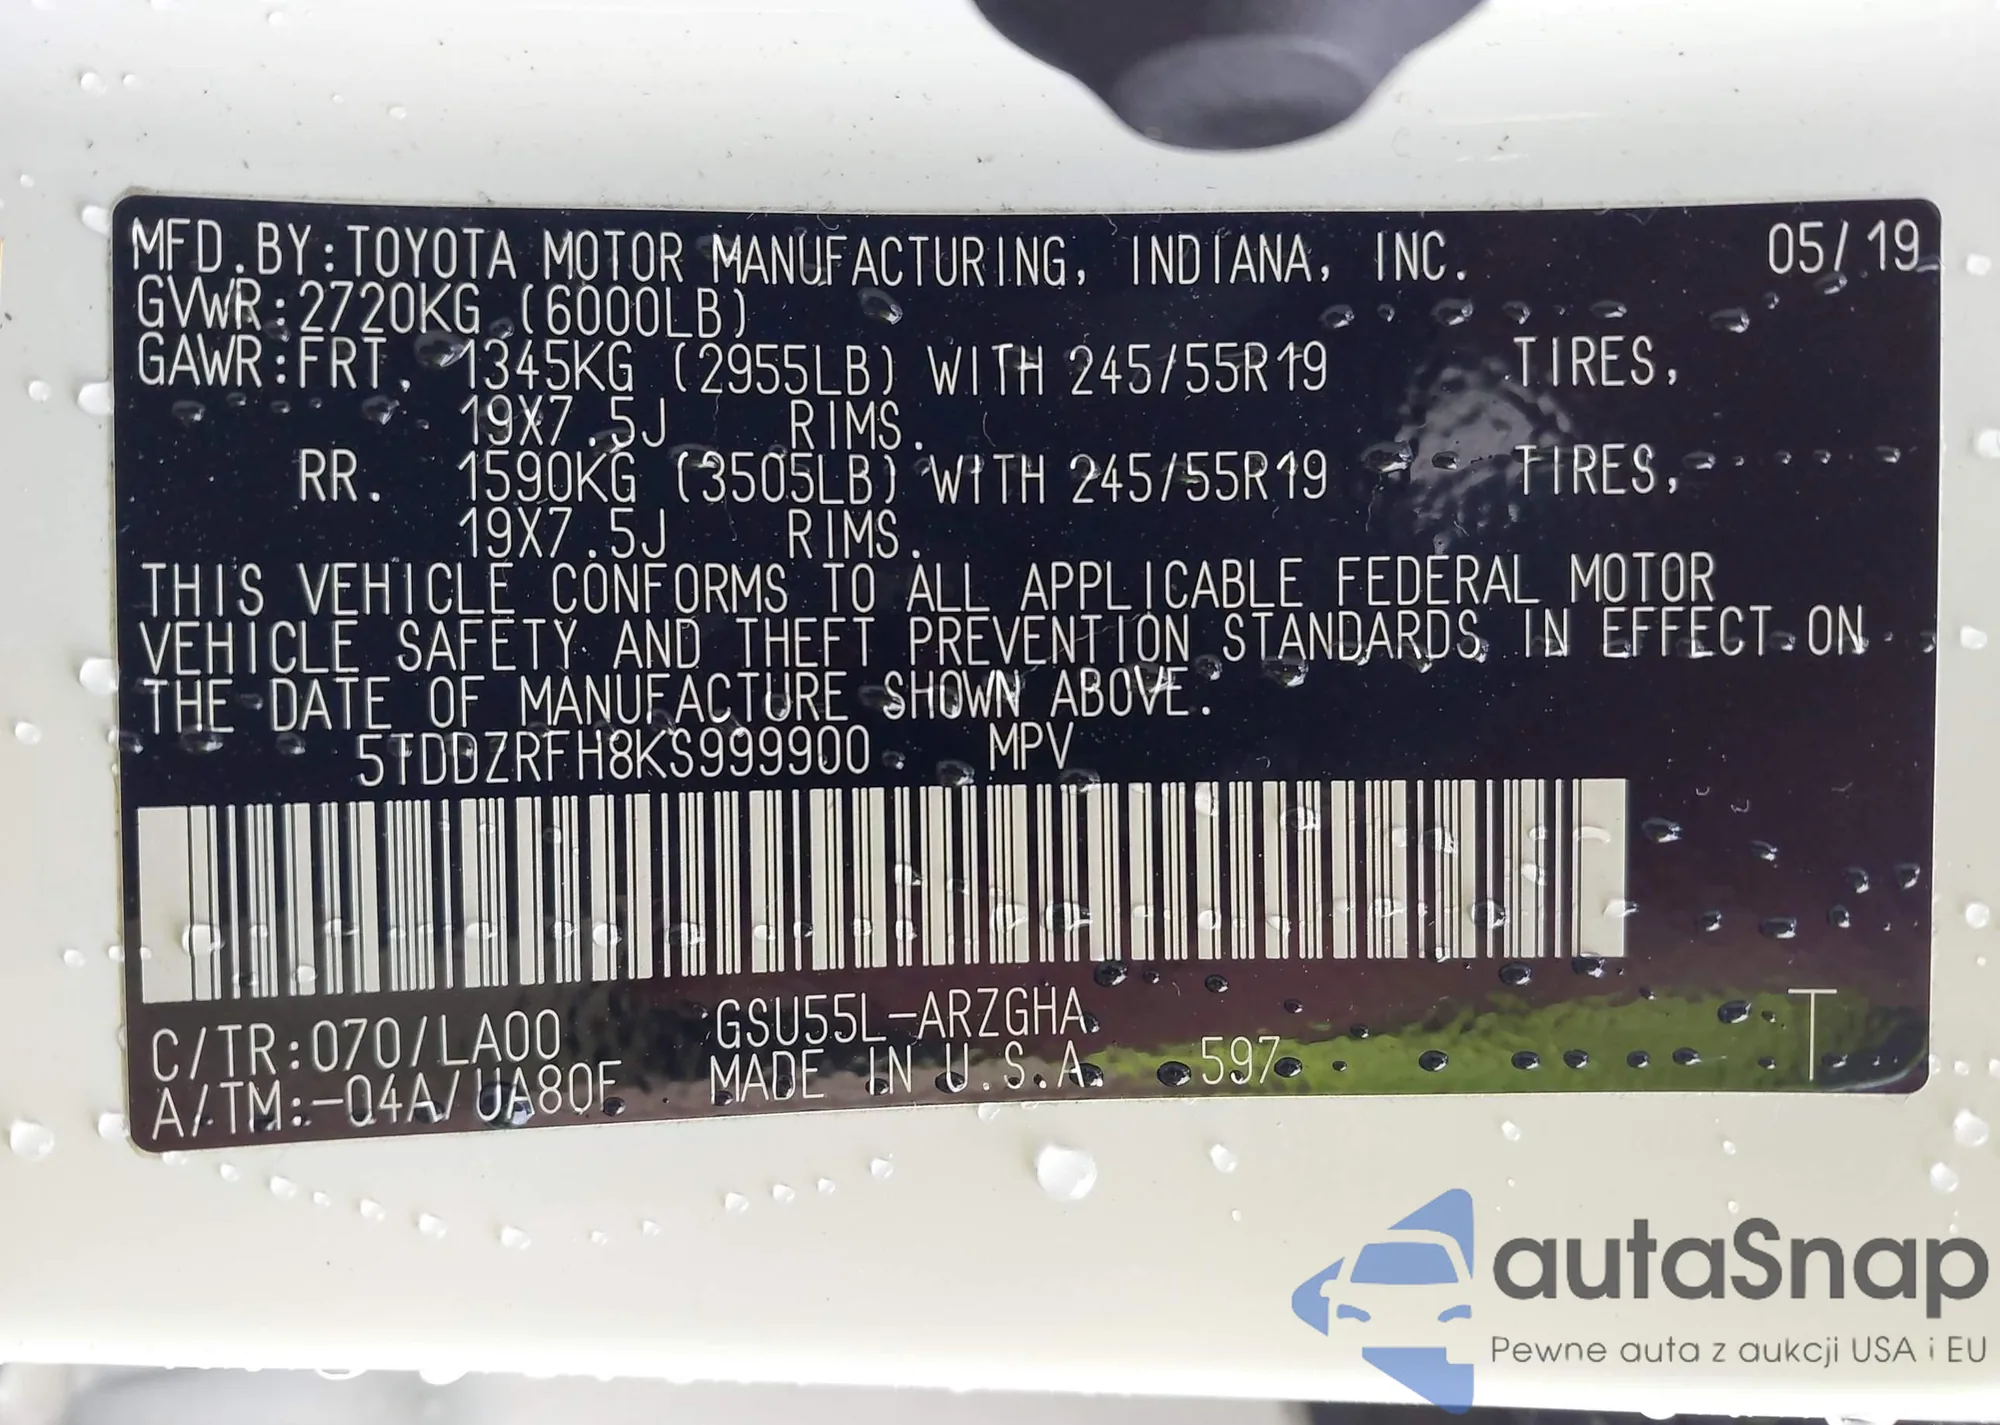 MFD.BY:TOYOTA MOTOR MANUFACTURING, INDIANA, INC. 05/19
GVWR:2720KG (6000LB)
GAWR:FRT. 1345KG (2955LB) WITH 245/55R19 TIRES,
19X7.5J RIMS.
RR. 1590KG (3505LB) WITH 245/55R19 TIRES,
19X7.5J RIMS.
THIS VEHICLE CONFORMS TO ALL APPLICABLE FEDERAL MOTOR
VEHICLE SAFETY AND THEFT PREVENTION STANDARDS IN EFFECT ON
THE DATE OF MANUFACTURE SHOWN ABOVE.
5TDDZRFH8KS999900 MPV
C/TR:070/LA00 GSU55L-ARZGHA
A/TM:-04A/UA80F MADE IN U.S.A. 597 T
autaSnap
Pewne auta z aukcji USA i EU